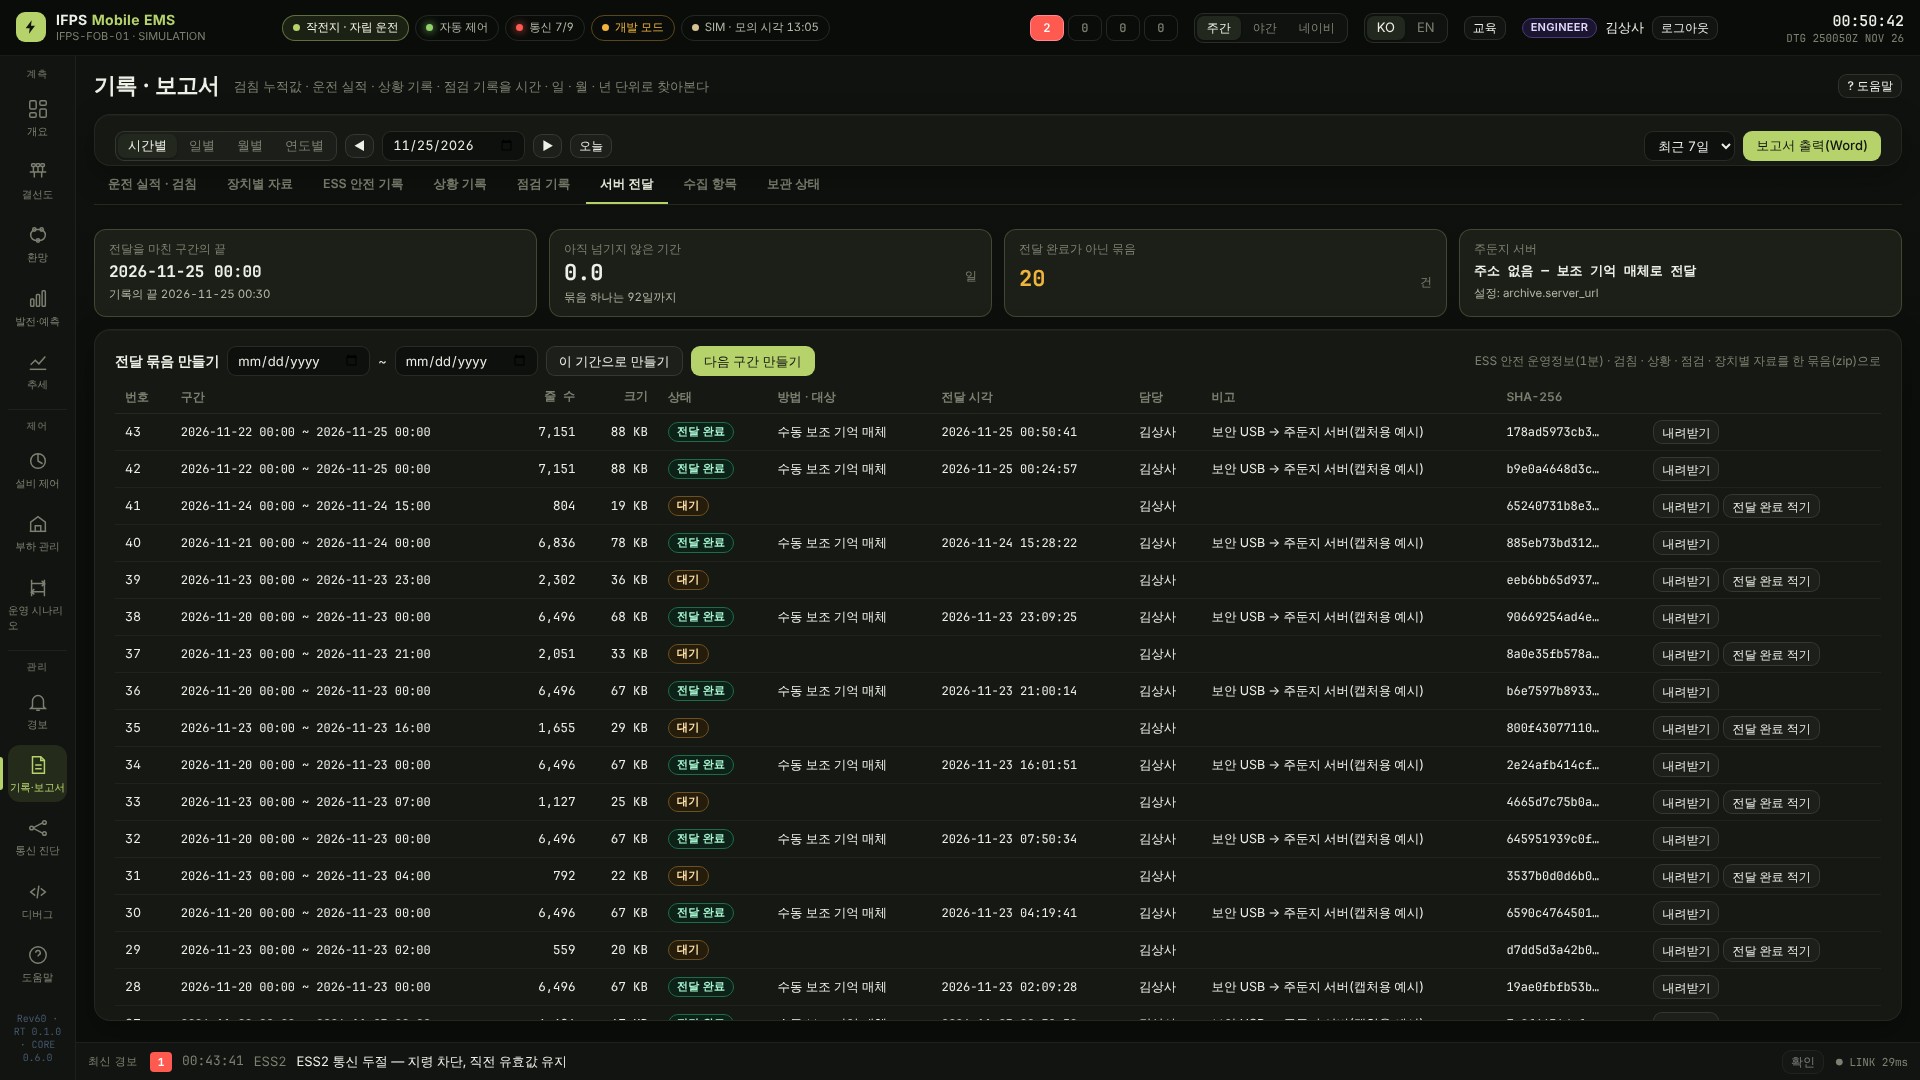 IFPS Mobile EMS
IFPS-FOB-01 · SIMULATION
작전지 · 자립 운전
자동 제어
통신 7/9
개발 모드
SIM · 모의 시각 13:05
2 0 0 0
주간 야간 네이비
KO EN
교육
ENGINEER 김상사 로그아웃
00:50:42
DTG 250050Z NOV 26
계측
개요
결선도
환망
발전·예측
추세
제어
설비 제어
부하 관리
운영 시나리오
관리
경보
기록·보고서
통신 진단
디버그
도움말
Rev60 ·
RT 0.1.0
· CORE
0.6.0
기록 · 보고서 검침 누적값 · 운전 실적 · 상황 기록 · 점검 기록을 시간 · 일 · 월 · 년 단위로 찾아본다
? 도움말
시간별 일별 월별 연도별 ◀ 11/25/2026 ▶ 오늘
최근 7일 보고서 출력(Word)
운전 실적 · 검침 장치별 자료 ESS 안전 기록 상황 기록 점검 기록 서버 전달 수집 항목 보관 상태
전달을 마친 구간의 끝
2026-11-25 00:00
기록의 끝 2026-11-25 00:30
아직 넘기지 않은 기간
0.0 일
묶음 하나는 92일까지
전달 완료가 아닌 묶음
20 건
주둔지 서버
주소 없음 — 보조 기억 매체로 전달
설정: archive.server_url
전달 묶음 만들기 mm/dd/yyyy ~ mm/dd/yyyy 이 기간으로 만들기 다음 구간 만들기
ESS 안전 운영정보(1분) · 검침 · 상황 · 점검 · 장치별 자료를 한 묶음(zip)으로
번호 구간 줄 수 크기 상태 방법 · 대상 전달 시각 담당 비고 SHA-256
43 2026-11-22 00:00 ~ 2026-11-25 00:00 7,151 88 KB 전달 완료 수동 보조 기억 매체 2026-11-25 00:50:41 김상사 보안 USB → 주둔지 서버(캡처용 예시) 178ad5973cb3… 내려받기
42 2026-11-22 00:00 ~ 2026-11-25 00:00 7,151 88 KB 전달 완료 수동 보조 기억 매체 2026-11-25 00:24:57 김상사 보안 USB → 주둔지 서버(캡처용 예시) b9e0a4648d3c… 내려받기
41 2026-11-24 00:00 ~ 2026-11-24 15:00 804 19 KB 대기 김상사 65240731b8e3… 내려받기 전달 완료 적기
40 2026-11-21 00:00 ~ 2026-11-24 00:00 6,836 78 KB 전달 완료 수동 보조 기억 매체 2026-11-24 15:28:22 김상사 보안 USB → 주둔지 서버(캡처용 예시) 885eb73bd312… 내려받기
39 2026-11-23 00:00 ~ 2026-11-23 23:00 2,302 36 KB 대기 김상사 eeb6bb65d937… 내려받기 전달 완료 적기
38 2026-11-20 00:00 ~ 2026-11-23 00:00 6,496 68 KB 전달 완료 수동 보조 기억 매체 2026-11-23 23:09:25 김상사 보안 USB → 주둔지 서버(캡처용 예시) 90669254ad4e… 내려받기
37 2026-11-23 00:00 ~ 2026-11-23 21:00 2,051 33 KB 대기 김상사 8a0e35fb578a… 내려받기 전달 완료 적기
36 2026-11-20 00:00 ~ 2026-11-23 00:00 6,496 67 KB 전달 완료 수동 보조 기억 매체 2026-11-23 21:00:14 김상사 보안 USB → 주둔지 서버(캡처용 예시) b6e7597b8933… 내려받기
35 2026-11-23 00:00 ~ 2026-11-23 16:00 1,655 29 KB 대기 김상사 800f43077110… 내려받기 전달 완료 적기
34 2026-11-20 00:00 ~ 2026-11-23 00:00 6,496 67 KB 전달 완료 수동 보조 기억 매체 2026-11-23 16:01:51 김상사 보안 USB → 주둔지 서버(캡처용 예시) 2e24afb414cf… 내려받기
33 2026-11-23 00:00 ~ 2026-11-23 07:00 1,127 25 KB 대기 김상사 4665d7c75b0a… 내려받기 전달 완료 적기
32 2026-11-20 00:00 ~ 2026-11-23 00:00 6,496 67 KB 전달 완료 수동 보조 기억 매체 2026-11-23 07:50:34 김상사 보안 USB → 주둔지 서버(캡처용 예시) 645951939c0f… 내려받기
31 2026-11-23 00:00 ~ 2026-11-23 04:00 792 22 KB 대기 김상사 3537b0d0d6b0… 내려받기 전달 완료 적기
30 2026-11-20 00:00 ~ 2026-11-23 00:00 6,496 67 KB 전달 완료 수동 보조 기억 매체 2026-11-23 04:19:41 김상사 보안 USB → 주둔지 서버(캡처용 예시) 6590c4764501… 내려받기
29 2026-11-23 00:00 ~ 2026-11-23 02:00 559 20 KB 대기 김상사 d7dd5d3a42b0… 내려받기 전달 완료 적기
28 2026-11-20 00:00 ~ 2026-11-23 00:00 6,496 67 KB 전달 완료 수동 보조 기억 매체 2026-11-23 02:09:28 김상사 보안 USB → 주둔지 서버(캡처용 예시) 19ae0fbfb53b… 내려받기
최신 경보 1 00:43:41 ESS2 ESS2 통신 두절 — 지령 차단, 직전 유효값 유지
확인 LINK 29ms